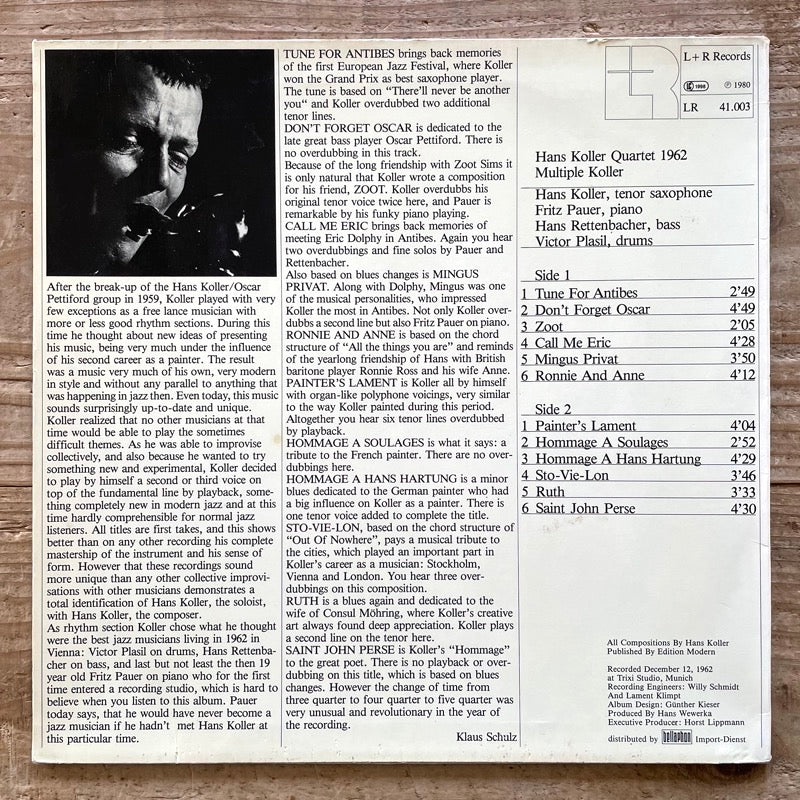 After the break-up of the Hans Koller/Oscar
Pettiford group in 1959, Koller played with very
few exceptions as a free lance musician with
more or less good rhythm sections. During this
time he thought about new ideas of presenting
his music, being very much under the influence
of his second career as a painter. The result
was a music very much of his own, very modern
in style and without any parallel to anything that
was happening in jazz then. Even today, this music
sounds surprisingly up-to-date and unique.
Koller realized that no other musicians at that
time would be able to play the sometimes
difficult themes. As he was able to improvise
collectively, and also because he wanted to try
something new and experimental, Koller decided
to play by himself a second or third voice on
top of the fundamental line by playback, some-
thing completely new in modern jazz and at this
time hardly comprehensible for normal jazz
listeners. All titles are first takes, and this shows
better than on any other recording his complete
mastership of the instrument and his sense of
form. However that these recordings sound
more unique than any other collective improvi-
sations with other musicians demonstrates a
total identification of Hans Koller, the soloist,
with Hans Koller, the composer.
As rhythm section Koller chose what he thought
were the best jazz musicians living in 1962 in
Vienna: Victor Plasil on drums, Hans Rettenba-
cher on bass, and last but not least the then 19
year old Fritz Pauer on piano who for the first
time entered a recording studio, which is hard to
believe when you listen to this album. Pauer
today says, that he would have never become a
jazz musician if he hadn't met Hans Koller at
this particular time.
TUNE FOR ANTIBES brings back memories
of the first European Jazz Festival, where Koller
won the Grand Prix as best saxophone player.
The tune is based on “There'll never be another
you“ and Koller overdubbed two additional
tenor lines.
DON'T FORGET OSCAR is dedicated to the
late great bass player Oscar Pettiford. There is
no overdubbing in this track.
Because of the long friendship with Zoot Sims it
is only natural that Koller wrote a composition
for his friend, ZOOT. Koller overdubbs his
original tenor voice twice here, and Pauer is
remarkable by his funky piano playing.
CALL ME ERIC brings back memories of
meeting Eric Dolphy in Antibes. Again you hear
two overdubbings and fine solos by Pauer and
Rettenbacher.
Also based on blues changes is MINGUS
PRIVAT. Along with Dolphy, Mingus was one
of the musical personalities, who impressed
Koller the most in Antibes. Not only Koller over-
dubbs a second line but also Fritz Pauer on piano.
RONNIE AND ANNE is based on the chord
structure of “All the things you are” and reminds
of the yearlong friendship of Hans with British
baritone player Ronnie Ross and his wife Anne.
PAINTER'S LAMENT is Koller all by himself
with organ-like polyphone voicings, very similar
to the way Koller painted during this period.
Altogether you hear six tenor lines overdubbed
by playback.
HOMMAGE A SOULAGES is what it says: a
tribute to the French painter. There are no over-
dubbings here.
HOMMAGE A HANS HARTUNG is a minor
blues dedicated to the German painter who had
a big influence on Koller as a painter. There is
one tenor voice added to complete the title.
STO-VIE-LON, based on the chord structure of
“Out Of Nowhere”, pays a musical tribute to
the cities, which played an important part in
Koller's career as a musician: Stockholm,
Vienna and London. You hear three over-
dubbings on this composition.
RUTH is a blues again and dedicated to the
wife of Consul Möhring, where Koller's creative
art always found deep appreciation. Koller plays
a second line on the tenor here.
SAINT JOHN PERSE is Koller's “Hommage”
to the great poet. There is no playback or over-
dubbing on this title, which is based on blues
changes. However the change of time from
three quarter to four quarter to five quarter was
very unusual and revolutionary in the year of
the recording.
Klaus Schulz
L+R Records
℗ 1980
LR 41.003
Hans Koller Quartet 1962
Multiple Koller
Hans Koller, tenor saxophone
Fritz Pauer, piano
Hans Rettenbacher, bass
Victor Plasil, drums
Side 1
1 Tune For Antibes 2'49
2 Don't Forget Oscar 4'49
3 Zoot 2'05
4 Call Me Eric 4'28
5 Mingus Privat 3'50
6 Ronnie And Anne 4'12
Side 2
1 Painter's Lament 4'04
2 Hommage A Soulages 2'52
3 Hommage A Hans Hartung 4'29
4 Sto-Vie-Lon 3'46
5 Ruth 3'33
6 Saint John Perse 4'30
All Compositions By Hans Koller
Published By Edition Modern
Recorded December 12, 1962
at Trixi Studio, Munich
Recording Engineers: Willy Schmidt
And Lament Klimpt
Album Design: Günther Kieser
Produced By Hans Wewerka
Executive Producer: Horst Lippmann
distributed by bellaphon Import-Dienst